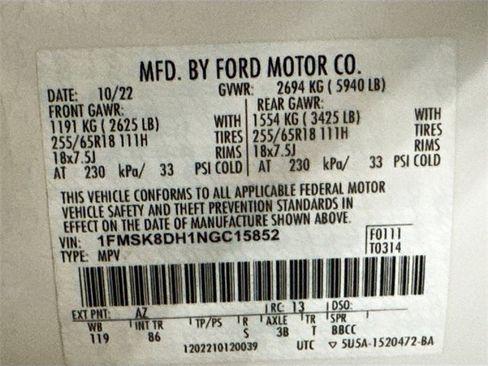 MFD. BY FORD MOTOR CO.
DATE: 10/22 GVWR: 2694 KG ( 5940 LB)
FRONT GAWR: REAR GAWR:
1191 KG ( 2625 LB) WITH 1554 KG ( 3425 LB) WITH
255/65R18 111H TIRES 255/65R18 111H TIRES
18x7.5J RIMS 18x7.5J RIMS
AT 230 kPa/ 33 PSI COLD AT 230 kPa/ 33 PSI COLD
THIS VEHICLE CONFORMS TO ALL APPLICABLE FEDERAL MOTOR
VEHICLE SAFETY AND THEFT PREVENTION STANDARDS IN
EFFECT ON THE DATE OF MANUFACTURE SHOWN ABOVE.
VIN: 1FMSK8DH1NGC15852 F0111
TYPE: MPV T0314
EXT PNT: AZ RC: 13 DSO:
WB INT TR TP/PS R AXLE TR SPR
119 86 S 3B T BBCC
1202210120039 UTC 5U5A-1520472-BA